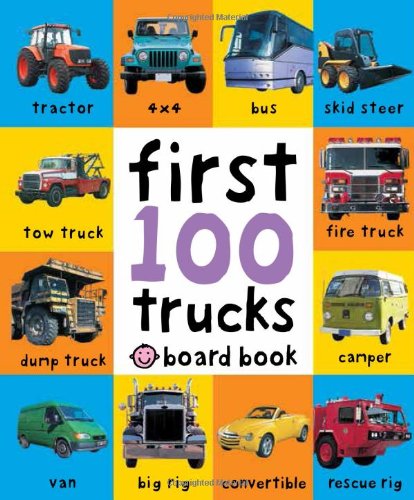 tractor
4x4
bus
skid steer
first
100
trucks
board book
tow truck
fire truck
dump truck
camper
van
big rig
convertible
rescue rig